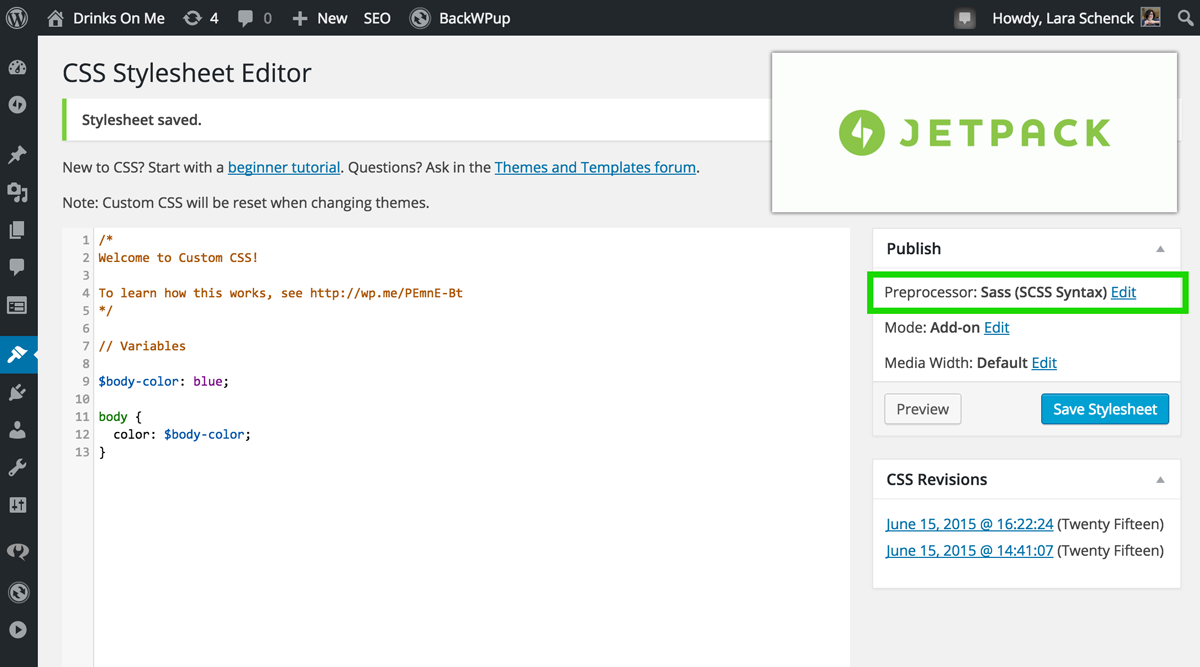 Drinks On Me 4 0 New SEO BackWPup Howdy, Lara Schenck
CSS Stylesheet Editor
Stylesheet saved.
JETPACK
New to CSS? Start with a beginner tutorial. Questions? Ask in the Themes and Templates forum.
Note: Custom CSS will be reset when changing themes.
1 /*
2 Welcome to Custom CSS!
3
4 To learn how this works, see http://wp.me/PEmnE-Bt
5 */
6
7 // Variables
8
9 $body-color: blue;
10
11 body {
12 color: $body-color;
13 }
Publish
Preprocessor: Sass (SCSS Syntax) Edit
Mode: Add-on Edit
Media Width: Default Edit
Preview Save Stylesheet
CSS Revisions
June 15, 2015 @ 16:22:24 (Twenty Fifteen)
June 15, 2015 @ 14:41:07 (Twenty Fifteen)